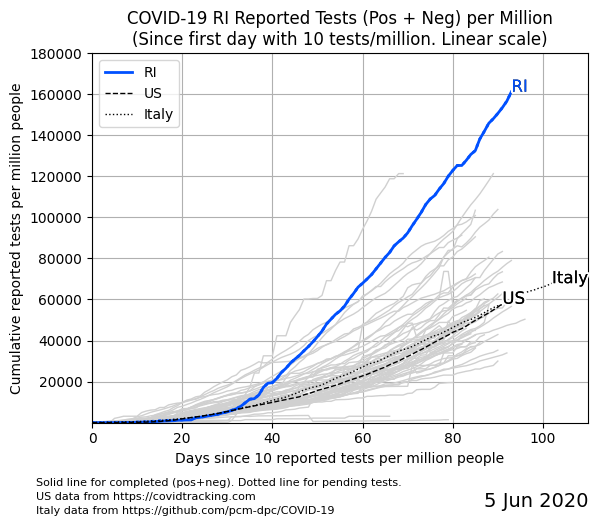 COVID-19 RI Reported Tests (Pos + Neg) per Million
(Since first day with 10 tests/million. Linear scale)
180000
160000
140000
120000
100000
80000
60000
40000
20000
Cumulative reported tests per million people
RI
US
Italy
RI
Italy
US
0 20 40 60 80 100
Days since 10 reported tests per million people
Solid line for completed (pos+neg). Dotted line for pending tests.
US data from https://covidtracking.com
Italy data from https://github.com/pcm-dpc/COVID-19
5 Jun 2020